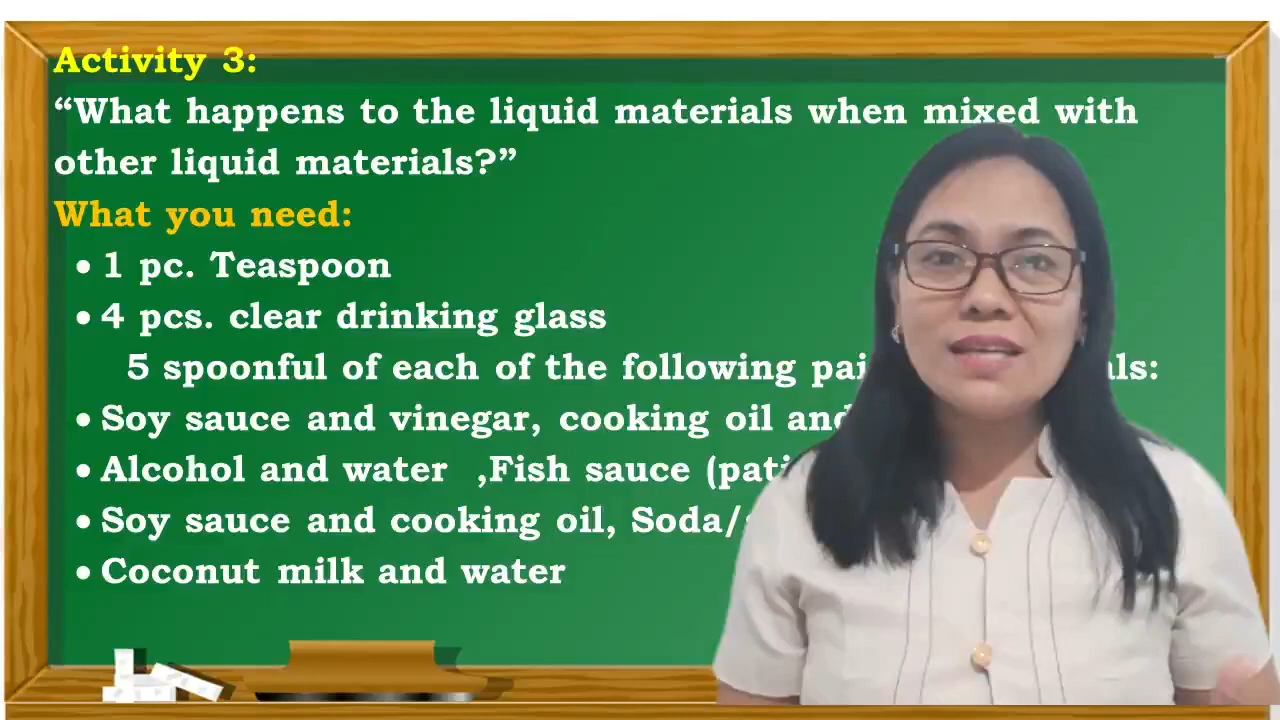 Activity 3:
“What happens to the liquid materials when mixed with
other liquid materials?”
What you need:
• 1 pc. Teaspoon
• 4 pcs. clear drinking glass
5 spoonful of each of the following
• Soy sauce and vinegar, cooking oil and
• Alcohol and water ,Fish sauce
• Soy sauce and cooking oil, Soda/
• Coconut milk and water